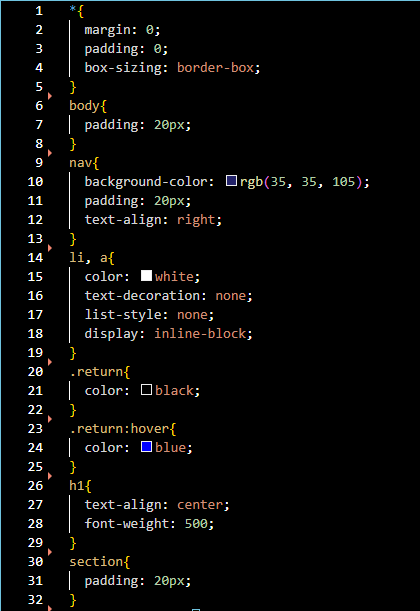 1 *{
2 margin: 0;
3 padding: 0;
4 box-sizing: border-box;
5 }
6 body{
7 padding: 20px;
8 }
9 nav{
10 background-color: rgb(35, 35, 105);
11 padding: 20px;
12 text-align: right;
13 }
14 li, a{
15 color: white;
16 text-decoration: none;
17 list-style: none;
18 display: inline-block;
19 }
20 .return{
21 color: black;
22 }
23 .return:hover{
24 color: blue;
25 }
26 h1{
27 text-align: center;
28 font-weight: 500;
29 }
30 section{
31 padding: 20px;
32 }